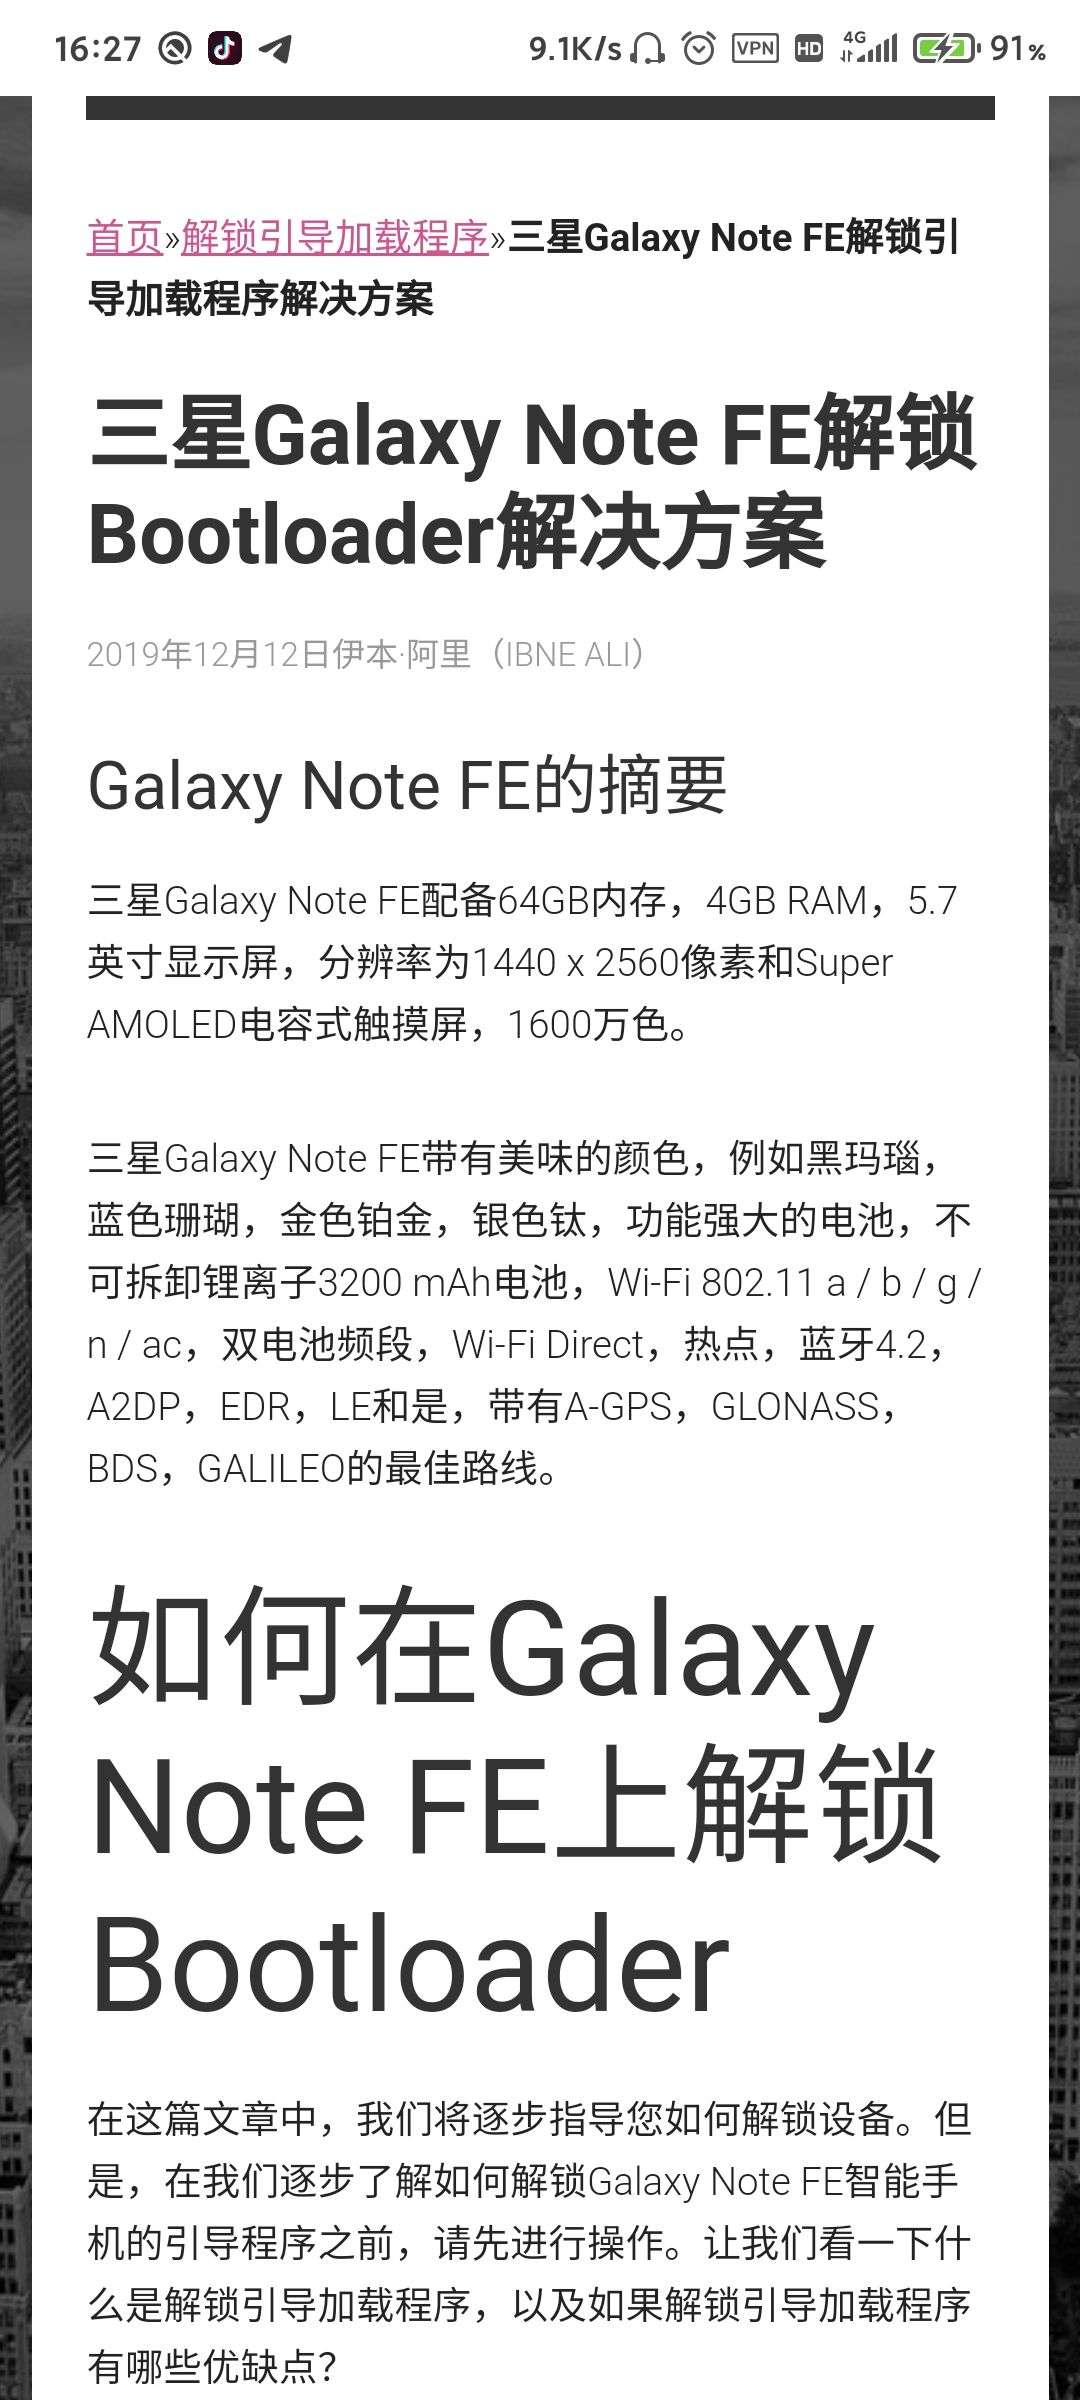 16:27 9.1K/s VPN HD 4G 91%
首页»解锁引导加载程序»三星Galaxy Note FE解锁引
导加载程序解决方案
三星Galaxy Note FE解锁
Bootloader解决方案
2019年12月12日伊本·阿里（IBNE ALI）
Galaxy Note FE的摘要
三星Galaxy Note FE配备64GB内存，4GB RAM，5.7
英寸显示屏，分辨率为1440 x 2560像素和Super
AMOLED电容式触摸屏，1600万色。
三星Galaxy Note FE带有美味的颜色，例如黑玛瑙，
蓝色珊瑚，金色铂金，银色钛，功能强大的电池，不
可拆卸锂离子3200 mAh电池，Wi-Fi 802.11 a / b / g /
n / ac，双电池频段，Wi-Fi Direct，热点，蓝牙4.2，
A2DP，EDR，LE和是，带有A-GPS，GLONASS，
BDS，GALILEO的最佳路线。
如何在Galaxy
Note FE上解锁
Bootloader
在这篇文章中，我们将逐步指导您如何解锁设备。但
是，在我们逐步了解如何解锁Galaxy Note FE智能手
机的引导程序之前，请先进行操作。让我们看一下什
么是解锁引导加载程序，以及如果解锁引导加载程序
有哪些优缺点？